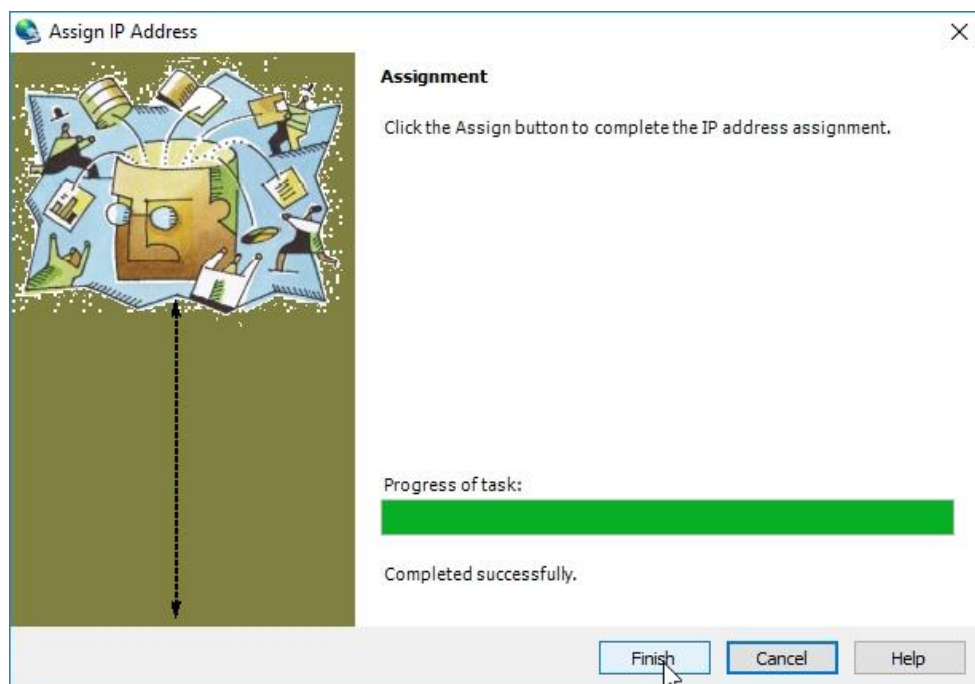 Assign IP Address
Assignment
Click the Assign button to complete the IP address assignment.
Progress of task:
Completed successfully.
Finish Cancel Help